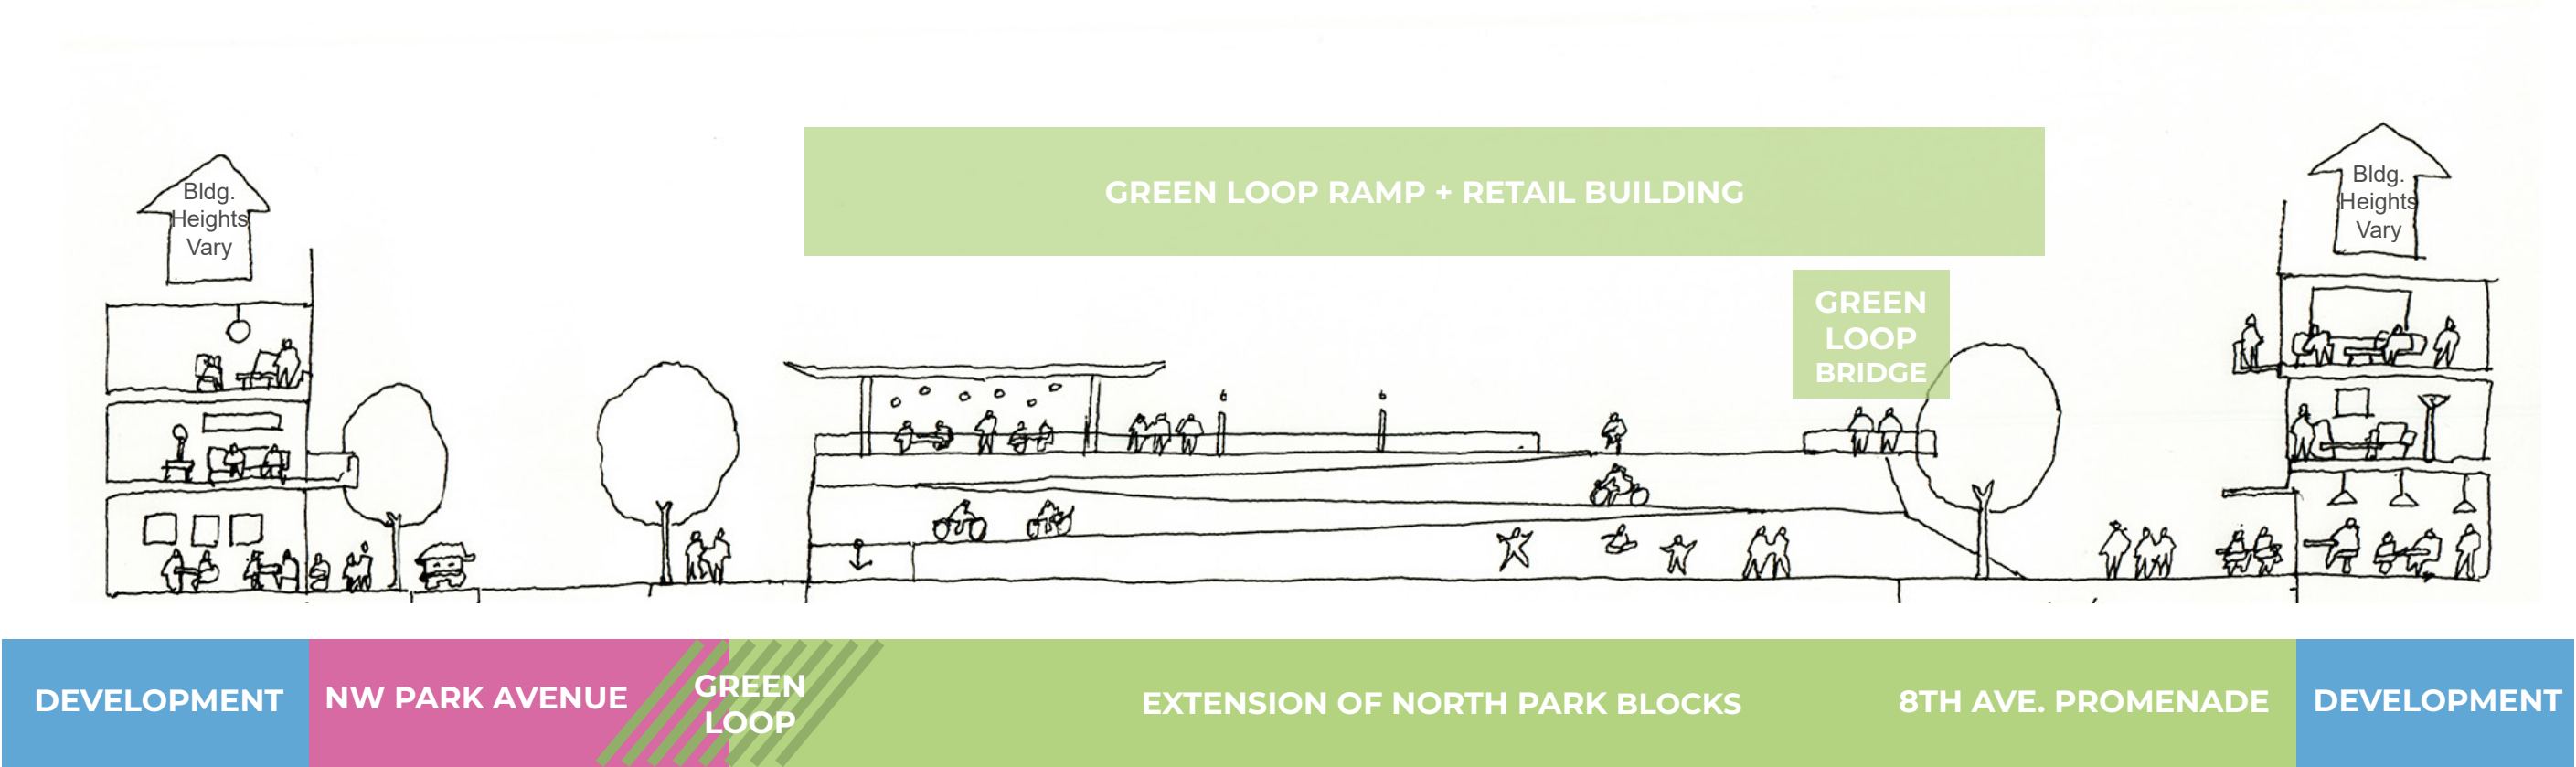 GREEN LOOP RAMP + RETAIL BUILDING
Bldg.
Heights
Vary
Bldg.
Heights
Vary
GREEN
LOOP
BRIDGE
DEVELOPMENT
NW PARK AVENUE
GREEN
LOOP
EXTENSION OF NORTH PARK BLOCKS
8TH AVE. PROMENADE
DEVELOPMENT